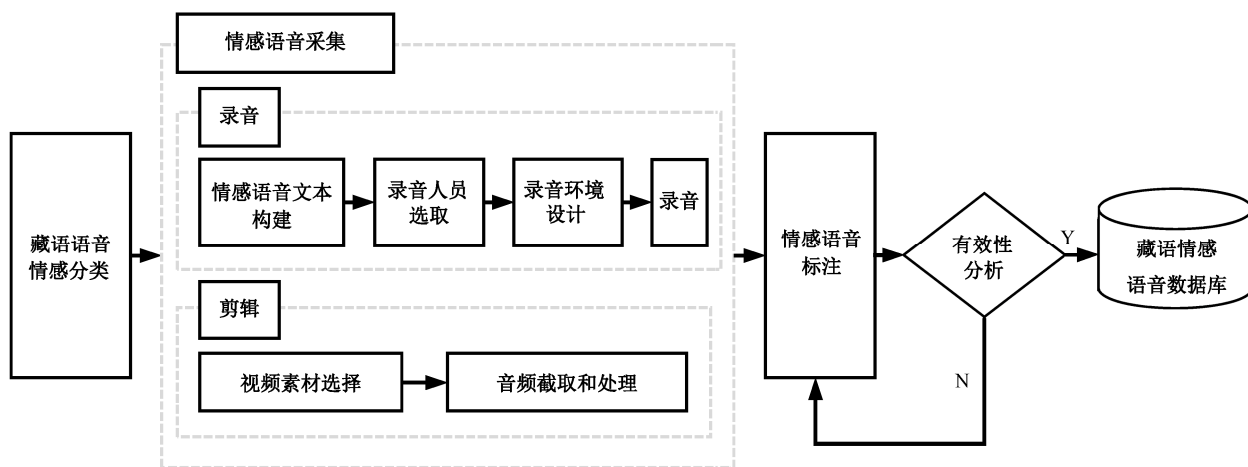 情感语音采集
录音
情感语音文本
构建
录音人员
选取
录音环境
设计
录音
藏语语音
情感分类
剪辑
视频素材选择
音频截取和处理
情感语音
标注
有效性
分析
Y
N
藏语情感
语音数据库